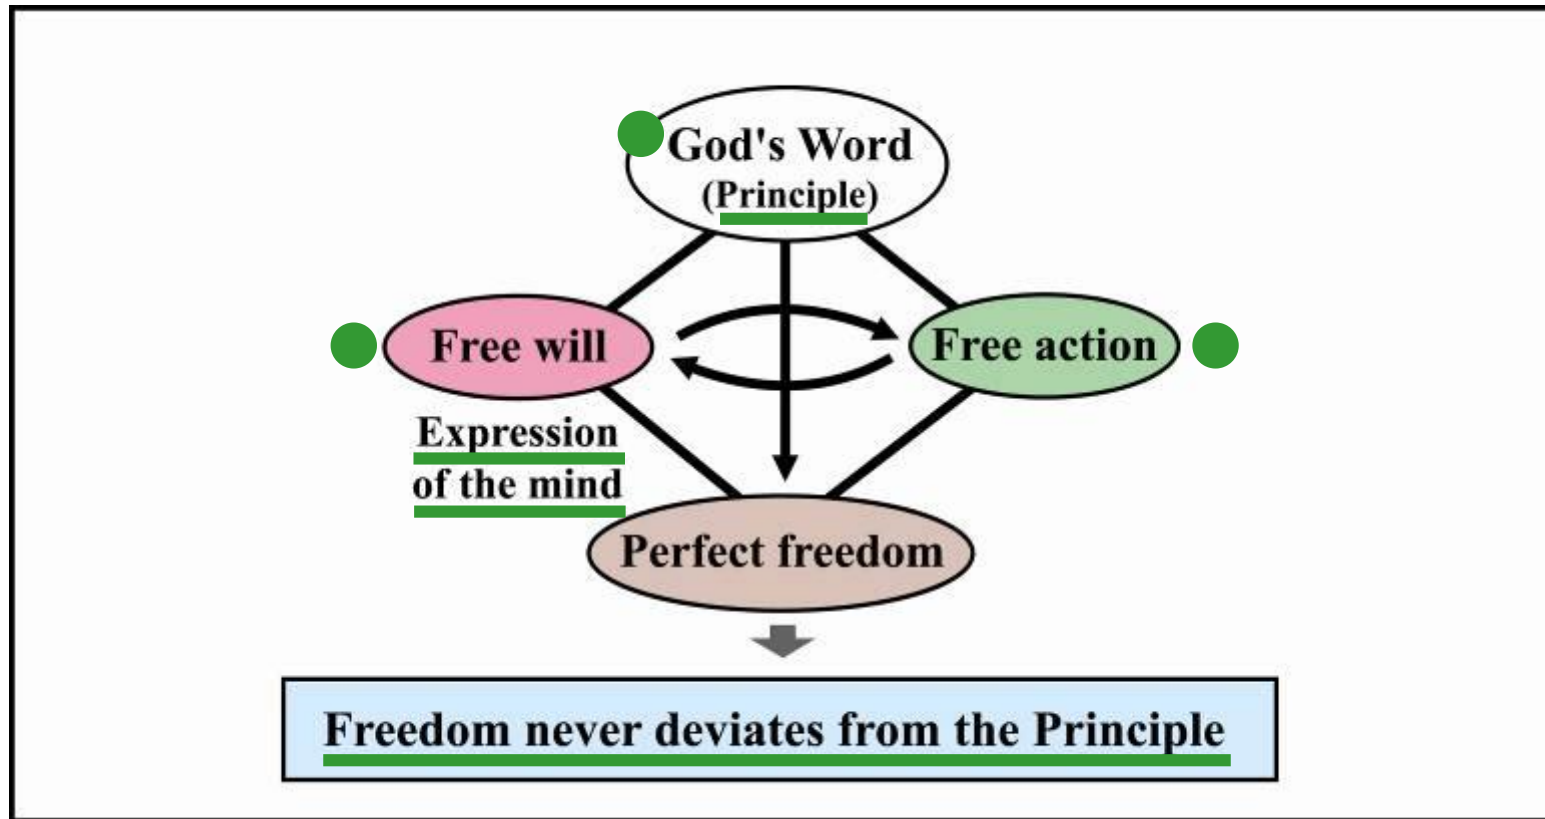 God's Word
(Principle)
Free will
Free action
Expression
of the mind
Perfect freedom
Freedom never deviates from the Principle